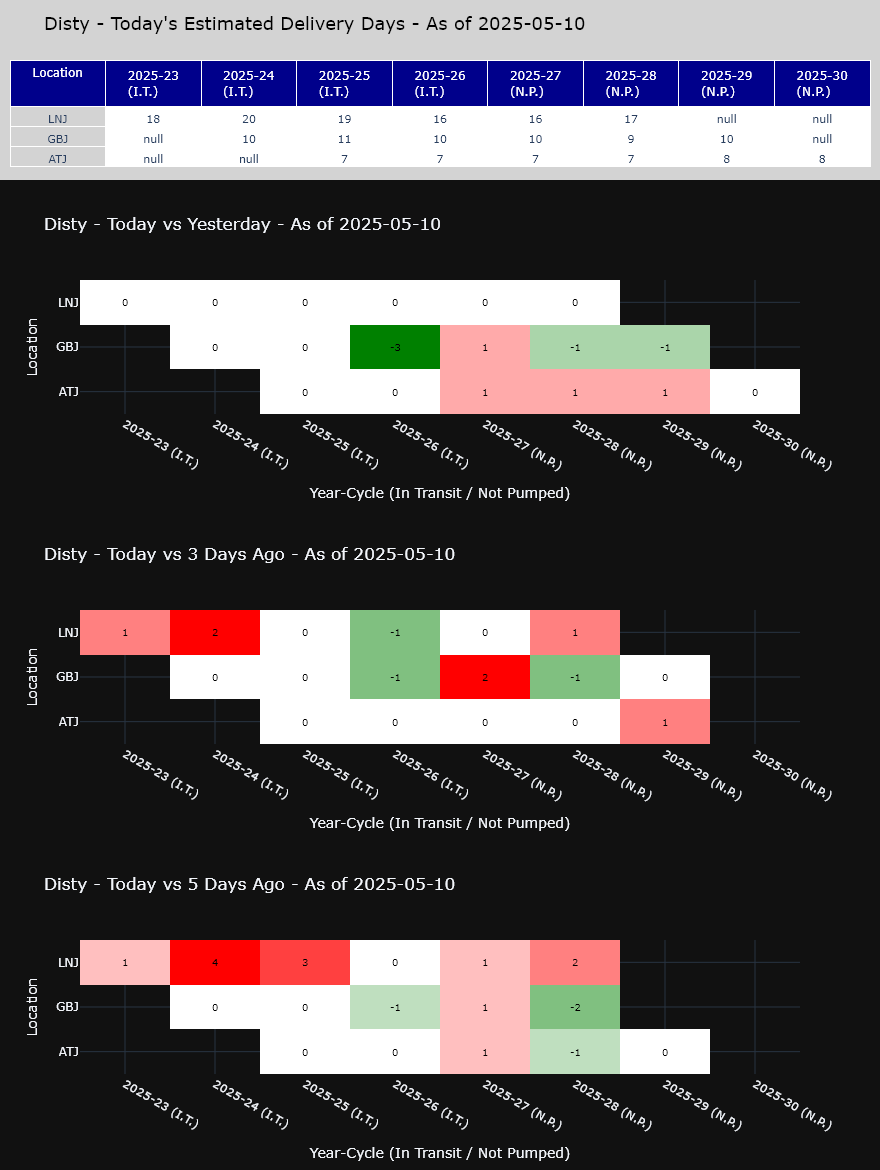 Disty - Today's Estimated Delivery Days - As of 2025-05-10
Location 2025-23 (I.T.) 2025-24 (I.T.) 2025-25 (I.T.) 2025-26 (I.T.) 2025-27 (N.P.) 2025-28 (N.P.) 2025-29 (N.P.) 2025-30 (N.P.)
LNJ 18 20 19 16 16 17 null null
GBJ null 10 11 10 10 9 10 null
ATJ null null 7 7 7 7 8 8
Disty - Today vs Yesterday - As of 2025-05-10
Location
LNJ 0 0 0 0 0 0
GBJ 0 0 -3 1 -1 -1
ATJ 0 0 1 1 1 0
2025-23 (I.T.) 2025-24 (I.T.) 2025-25 (I.T.) 2025-26 (I.T.) 2025-27 (N.P.) 2025-28 (N.P.) 2025-29 (N.P.) 2025-30 (N.P.)
Year-Cycle (In Transit / Not Pumped)
Disty - Today vs 3 Days Ago - As of 2025-05-10
Location
LNJ 1 2 0 -1 0 1
GBJ 0 0 -1 2 -1 0
ATJ 0 0 0 0 1
2025-23 (I.T.) 2025-24 (I.T.) 2025-25 (I.T.) 2025-26 (I.T.) 2025-27 (N.P.) 2025-28 (N.P.) 2025-29 (N.P.) 2025-30 (N.P.)
Year-Cycle (In Transit / Not Pumped)
Disty - Today vs 5 Days Ago - As of 2025-05-10
Location
LNJ 1 4 3 0 1 2
GBJ 0 0 -1 1 -2
ATJ 0 0 1 -1 0
2025-23 (I.T.) 2025-24 (I.T.) 2025-25 (I.T.) 2025-26 (I.T.) 2025-27 (N.P.) 2025-28 (N.P.) 2025-29 (N.P.) 2025-30 (N.P.)
Year-Cycle (In Transit / Not Pumped)